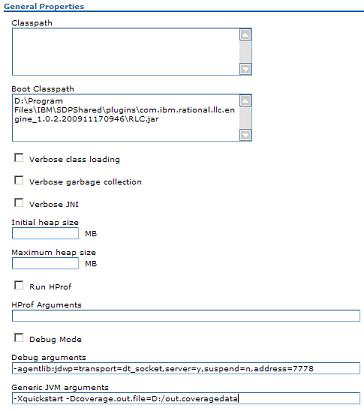 General Properties
Classpath
Boot Classpath
D:\Program
Files\IBM\SDPShared\plugins\com.ibm.rational.llc.en
gine_1.0.2.200911170946\RLC.jar
Verbose class loading
Verbose garbage collection
Verbose JNI
Initial heap size
MB
Maximum heap size
MB
Run HProf
HProf Arguments
Debug Mode
Debug arguments
-agentlib:jdwp=transport=dt_socket,server=y,suspend=n,address=7778
Generic JVM arguments
-Xquickstart -Dcoverage.out.file=D:/out.coveragedata